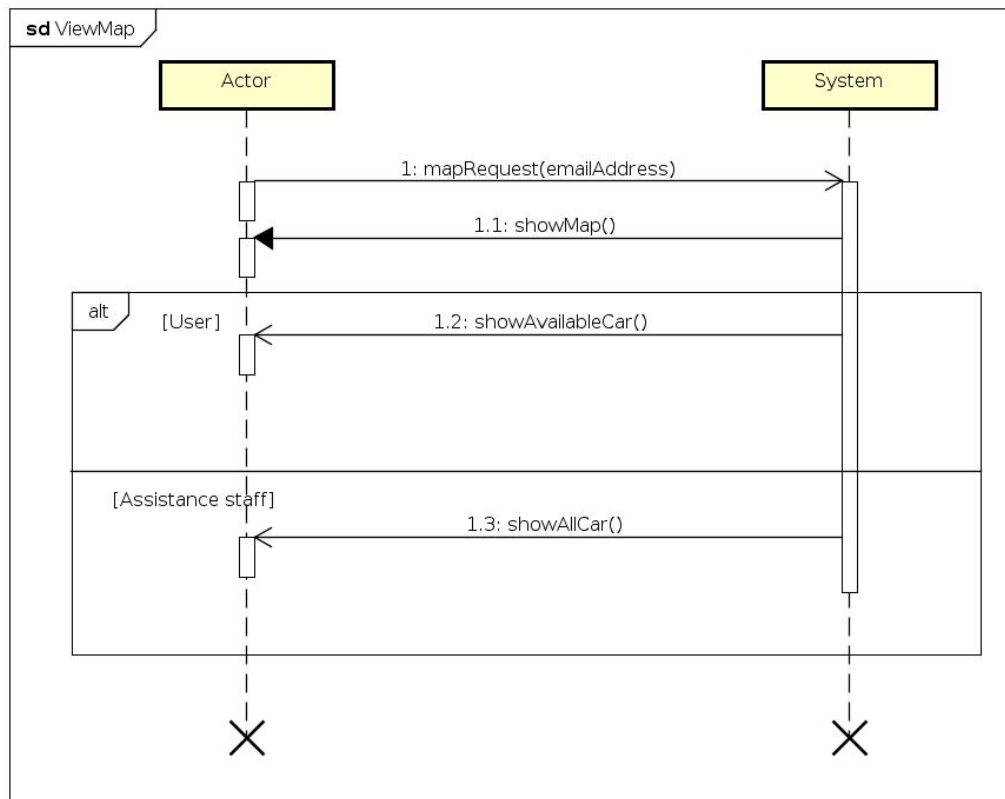 sd ViewMap
Actor
System
1: mapRequest(emailAddress)
1.1: showMap()
alt
[User]
1.2: showAvailableCar()
[Assistance staff]
1.3: showAllCar()